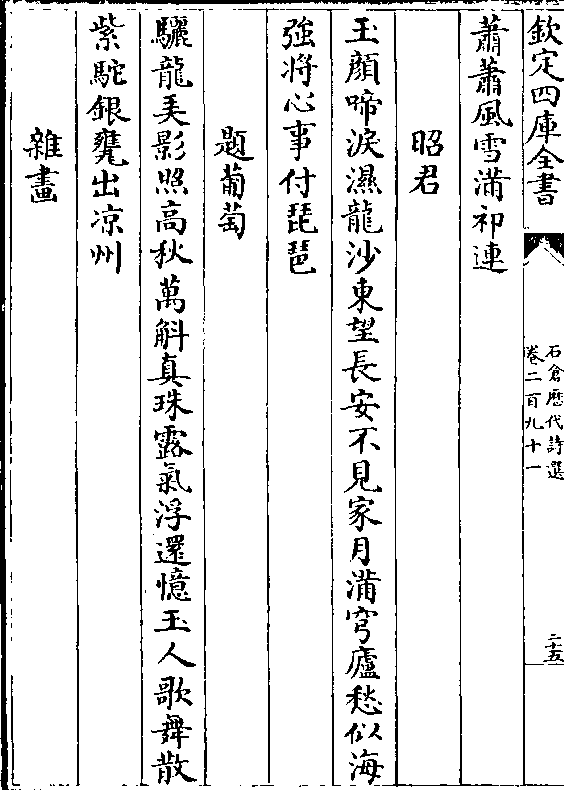 欽定四庫全書
石倉歴代詩選
卷二百九十一
二十五
蕭蕭風雪滿祁連
昭君
玉顔啼淚濕龍沙東望長安不見家月滿穹廬愁似海
強將心事付琵琶
題葡萄
驪龍弄影照高秋萬斛真珠露氣浮還憶玉人歌舞散
紫駝銀甕出凉州
雜畫